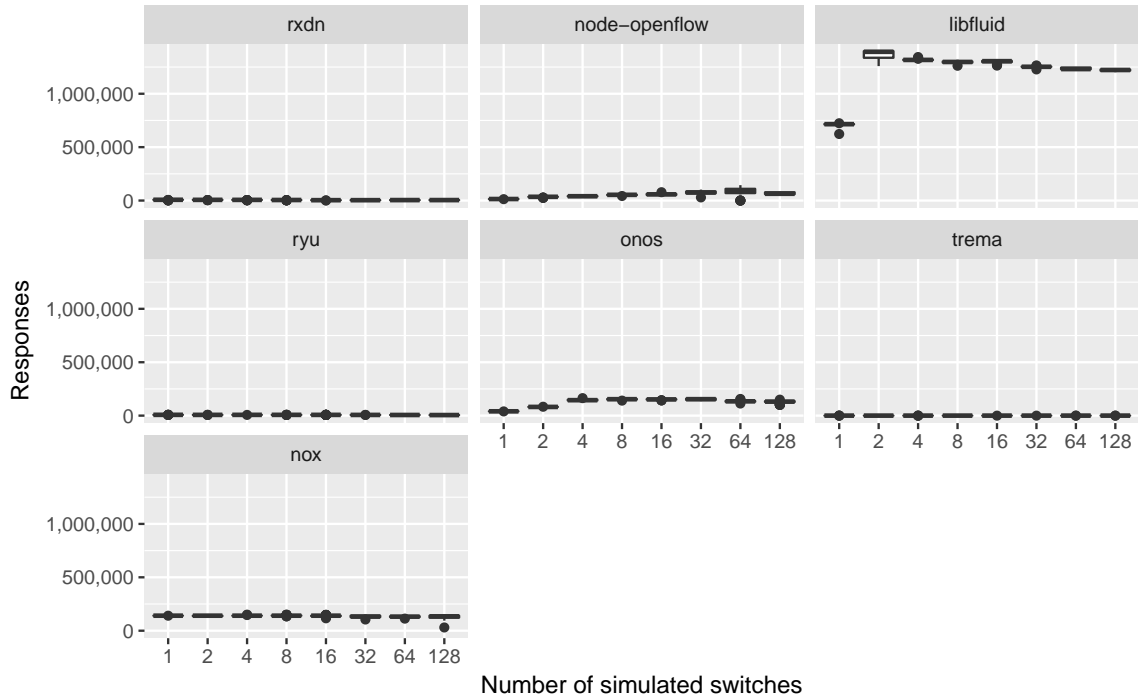 rxdn node−openflow libfluid
1,000,000
500,000
0
ryu onos trema
1,000,000
500,000
0
1 2 4 8 16 32 64 128 1 2 4 8 16 32 64 128
nox
1,000,000
500,000
0
1 2 4 8 16 32 64 128
Responses
Number of simulated switches